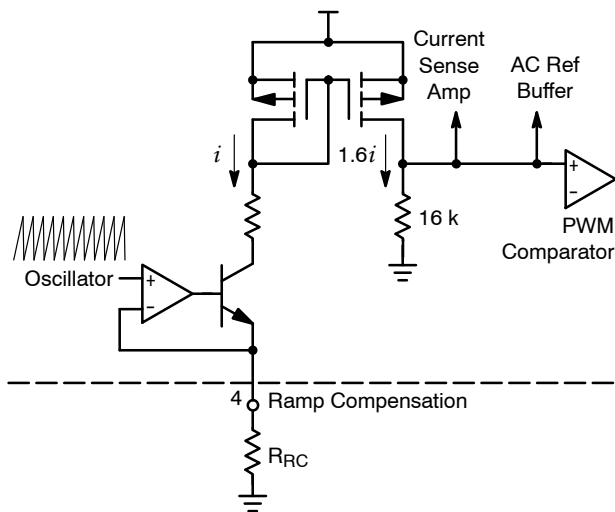 Current
Sense
Amp
AC Ref
Buffer
i
1.6i
+
−
16 k
PWM
Comparator
Oscillator
+
−
4
Ramp Compensation
RRC